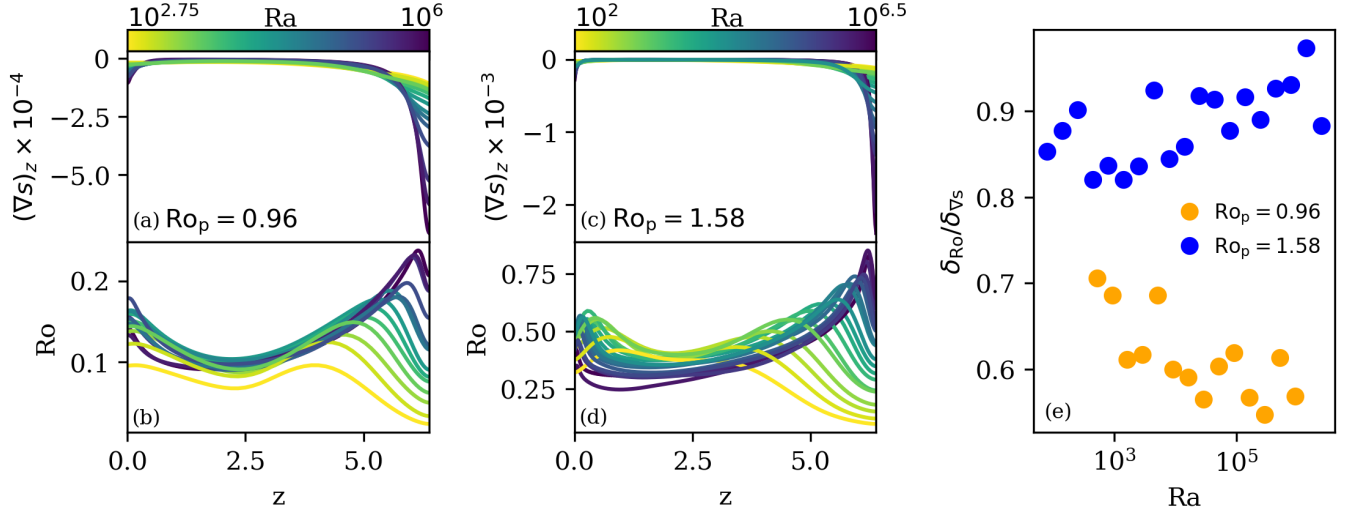 10^2.75 Ra 10^6
0
−2.5
−5.0
(∇s)_z × 10^−4
(a) Ro_p = 0.96
0.2
0.1
Ro
(b)
0.0 2.5 5.0
z
10^2 Ra 10^6.5
0
−1
−2
(∇s)_z × 10^−3
(c) Ro_p = 1.58
0.75
0.50
0.25
Ro
(d)
0.0 2.5 5.0
z
0.9
0.8
0.7
0.6
δ_Ro/δ_∇s
Ro_p = 0.96
Ro_p = 1.58
(e)
10^3 10^5
Ra